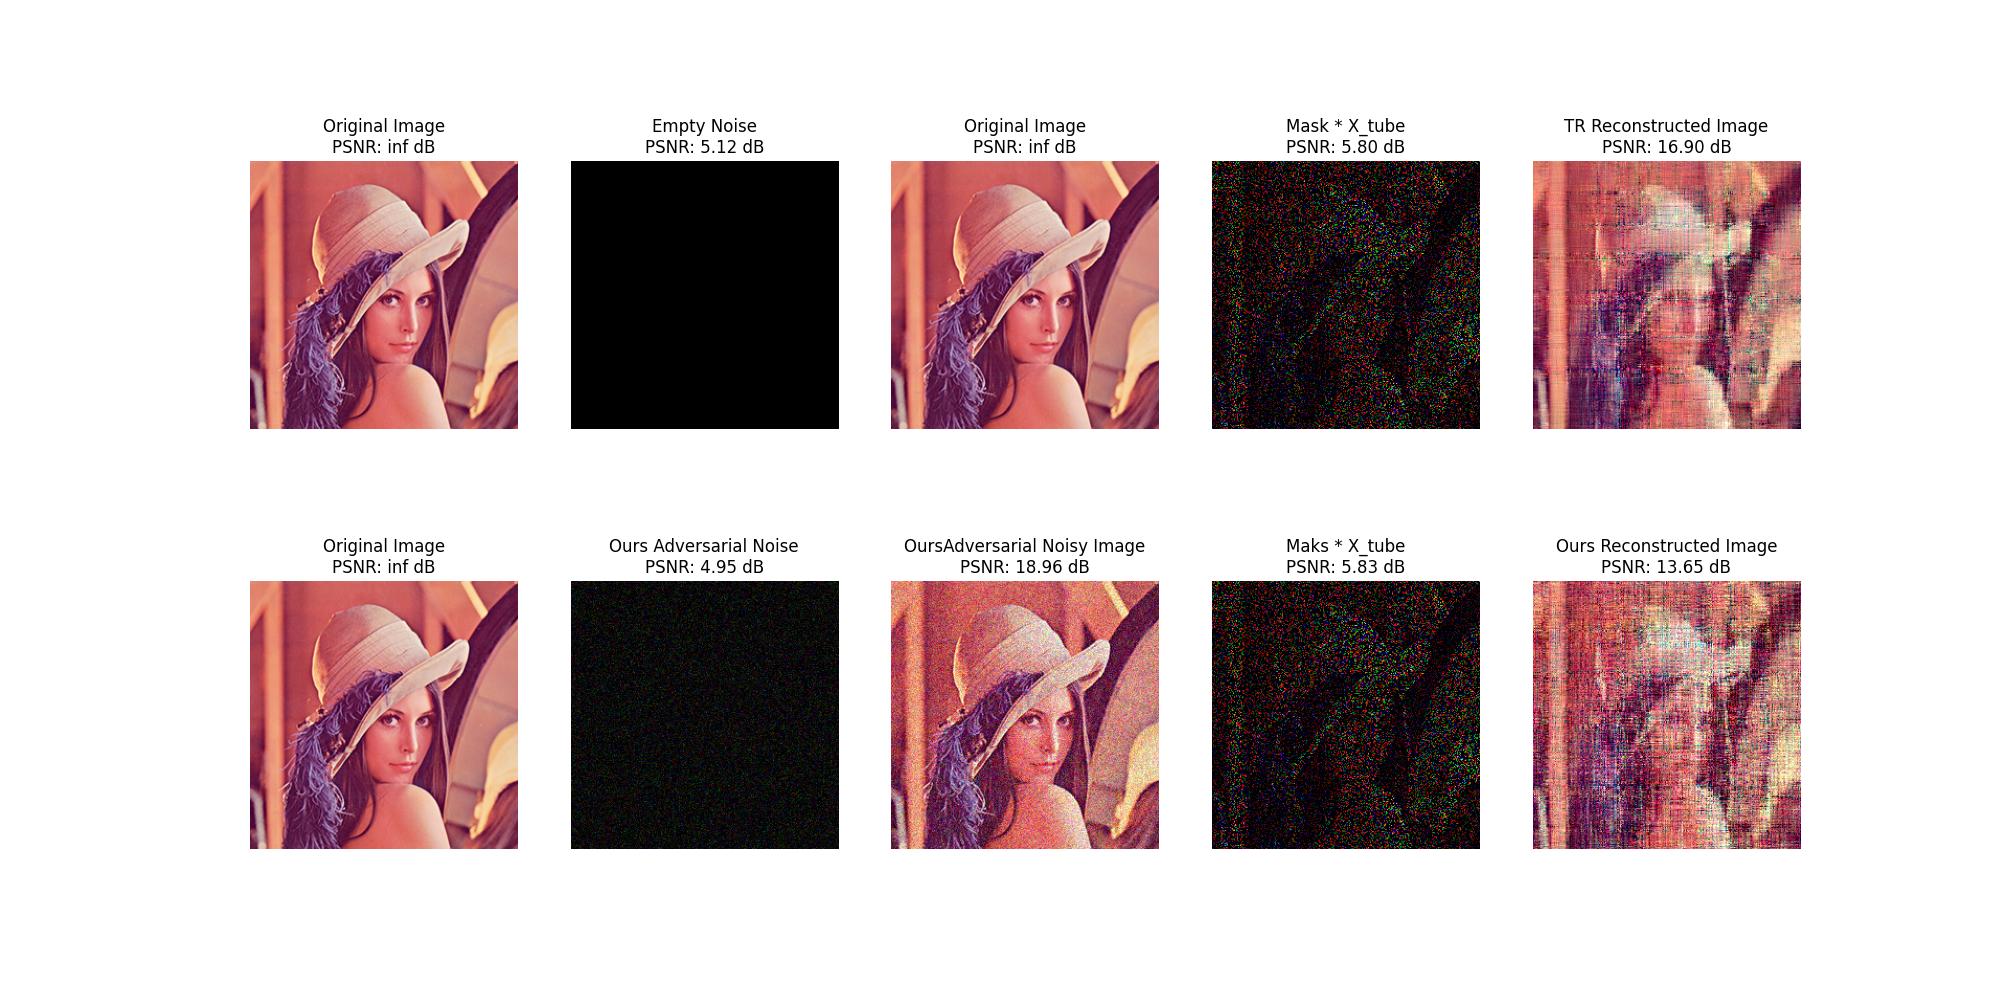 Original Image
PSNR: inf dB
Empty Noise
PSNR: 5.12 dB
Original Image
PSNR: inf dB
Mask * X_tube
PSNR: 5.80 dB
TR Reconstructed Image
PSNR: 16.90 dB
Original Image
PSNR: inf dB
Ours Adversarial Noise
PSNR: 4.95 dB
OursAdversarial Noisy Image
PSNR: 18.96 dB
Maks * X_tube
PSNR: 5.83 dB
Ours Reconstructed Image
PSNR: 13.65 dB